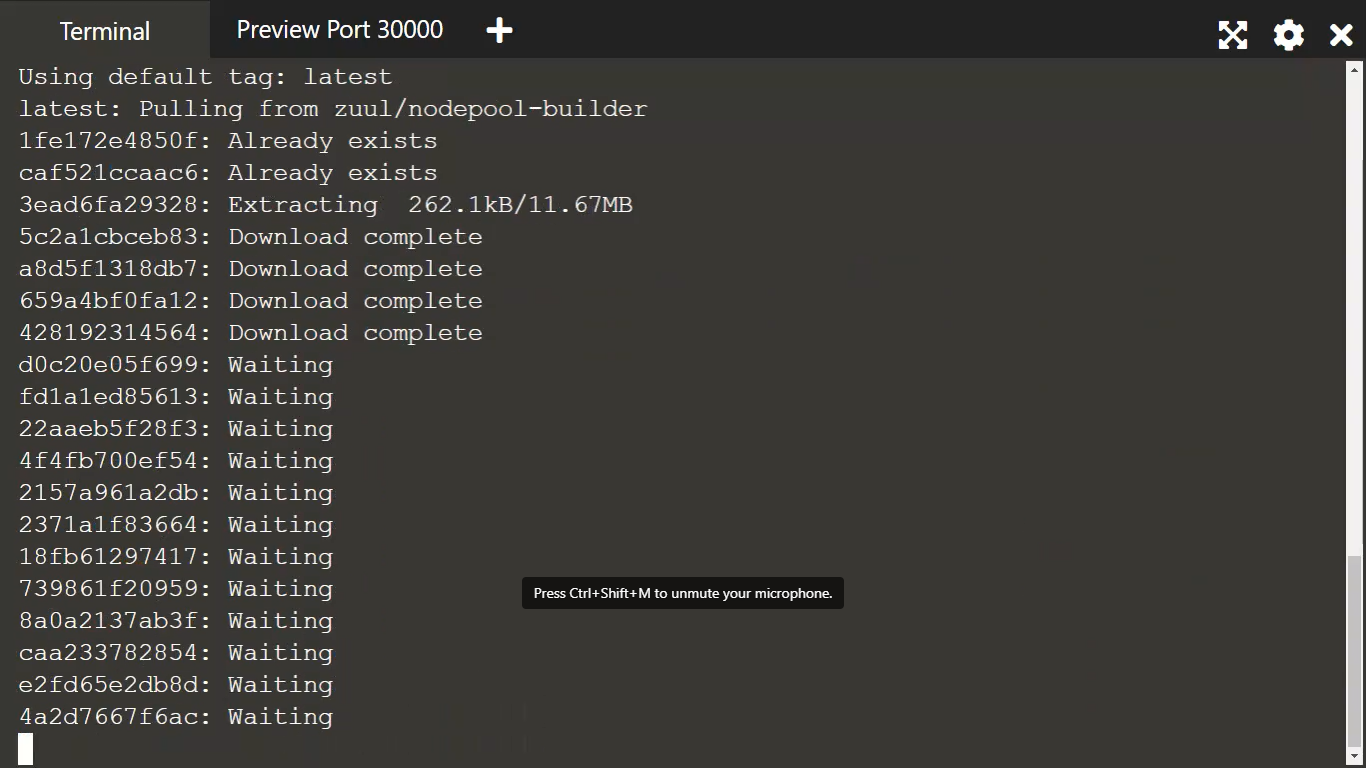 Terminal
Preview Port 30000
Using default tag: latest
latest: Pulling from zuul/nodepool-builder
1fe172e4850f: Already exists
caf521ccaac6: Already exists
3ead6fa29328: Extracting  262.1kB/11.67MB
5c2a1cbceb83: Download complete
a8d5f1318db7: Download complete
659a4bf0fa12: Download complete
428192314564: Download complete
d0c20e05f699: Waiting
fd1a1ed85613: Waiting
22aaeb5f28f3: Waiting
4f4fb700ef54: Waiting
2157a961a2db: Waiting
2371a1f83664: Waiting
18fb61297417: Waiting
739861f20959: Waiting
Press Ctrl+Shift+M to unmute your microphone.
8a0a2137ab3f: Waiting
caa233782854: Waiting
e2fd65e2db8d: Waiting
4a2d7667f6ac: Waiting